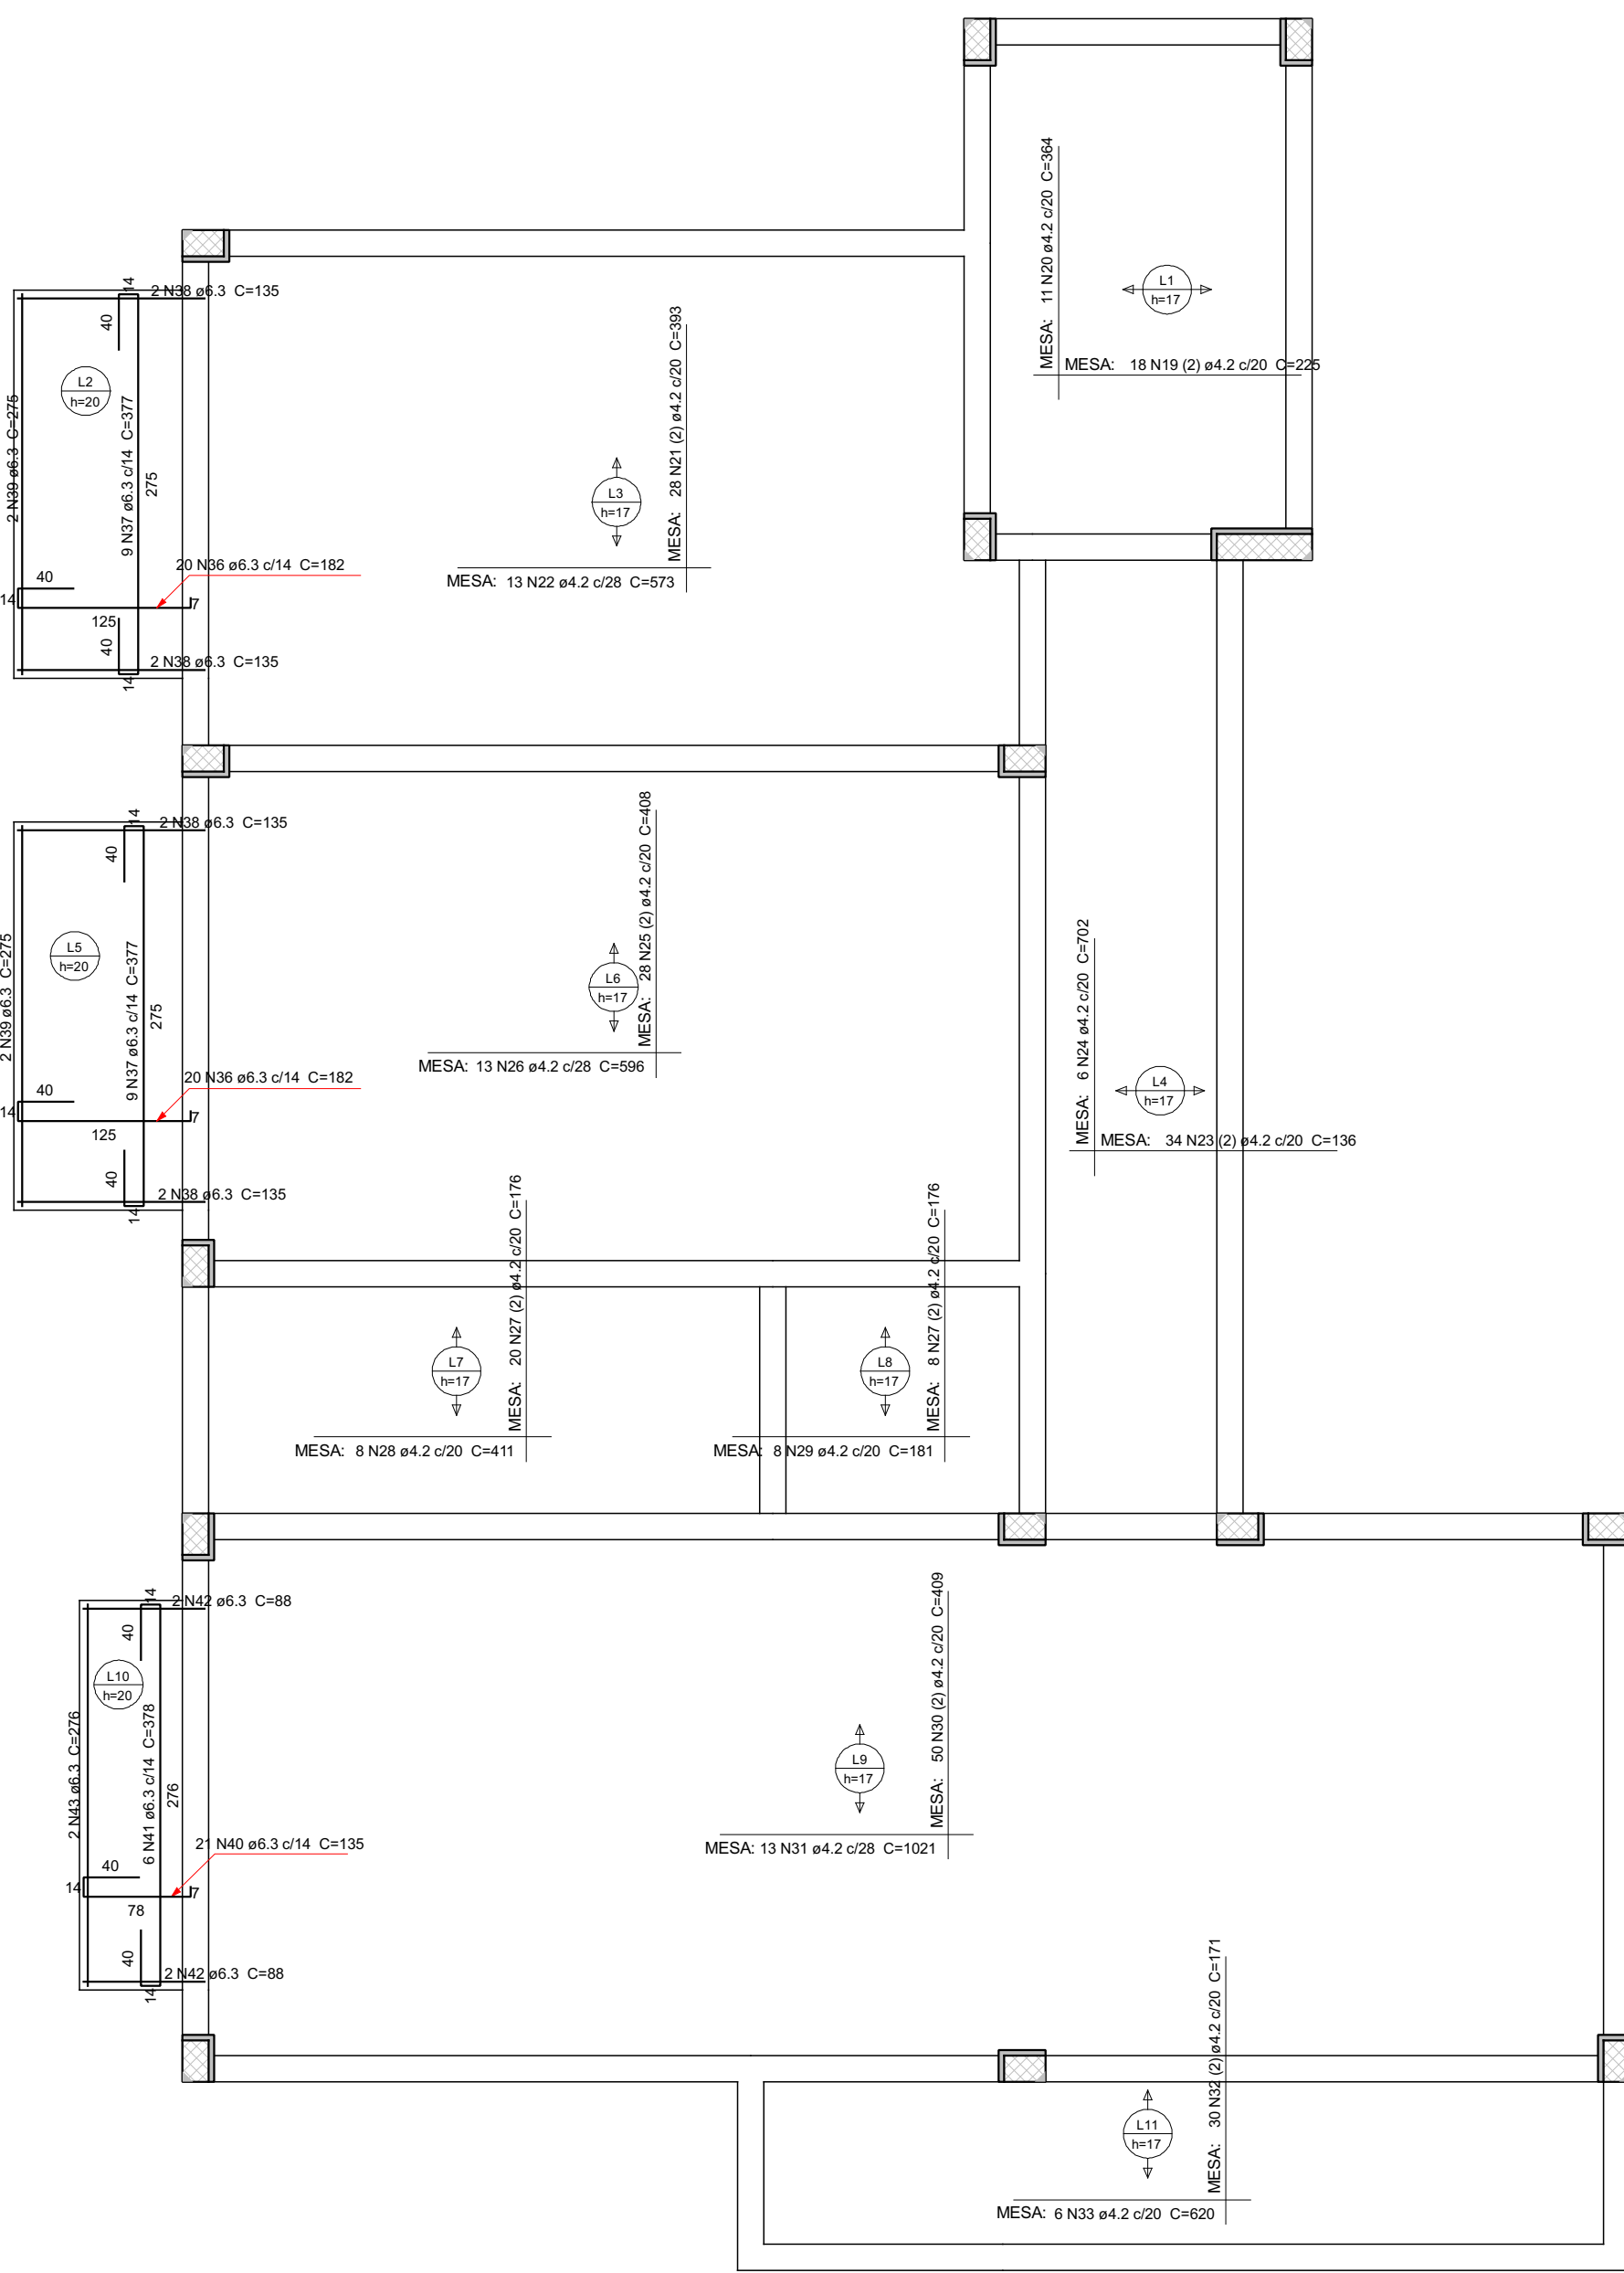 MESA: 11 N20 ø4.2 c/20 C=364
L1
h=17
MESA: 18 N19 (2) ø4.2 c/20 C=225
14
2 N38 ø6.3 C=135
40
L2
h=20
2 N39 ø6.3 C=275
9 N37 ø6.3 c/14 C=377
275
20 N36 ø6.3 c/14 C=182
40
14
7
125
40
2 N38 ø6.3 C=135
14
MESA: 28 N21 (2) ø4.2 c/20 C=393
L3
h=17
MESA: 13 N22 ø4.2 c/28 C=573
14
2 N38 ø6.3 C=135
40
L5
h=20
2 N39 ø6.3 C=275
9 N37 ø6.3 c/14 C=377
275
20 N36 ø6.3 c/14 C=182
40
14
7
125
40
2 N38 ø6.3 C=135
14
MESA: 28 N25 (2) ø4.2 c/20 C=408
L6
h=17
MESA: 13 N26 ø4.2 c/28 C=596
MESA: 6 N24 ø4.2 c/20 C=702
L4
h=17
MESA: 34 N23 (2) ø4.2 c/20 C=136
MESA: 20 N27 (2) ø4.2 c/20 C=176
L7
h=17
MESA: 8 N28 ø4.2 c/20 C=411
MESA: 8 N27 (2) ø4.2 c/20 C=176
L8
h=17
MESA: 8 N29 ø4.2 c/20 C=181
14
2 N42 ø6.3 C=88
40
L10
h=20
2 N43 ø6.3 C=276
6 N41 ø6.3 c/14 C=378
276
21 N40 ø6.3 c/14 C=135
40
14
7
78
40
2 N42 ø6.3 C=88
14
MESA: 50 N30 (2) ø4.2 c/20 C=409
L9
h=17
MESA: 13 N31 ø4.2 c/28 C=1021
MESA: 30 N32 (2) ø4.2 c/20 C=171
L11
h=17
MESA: 6 N33 ø4.2 c/20 C=620